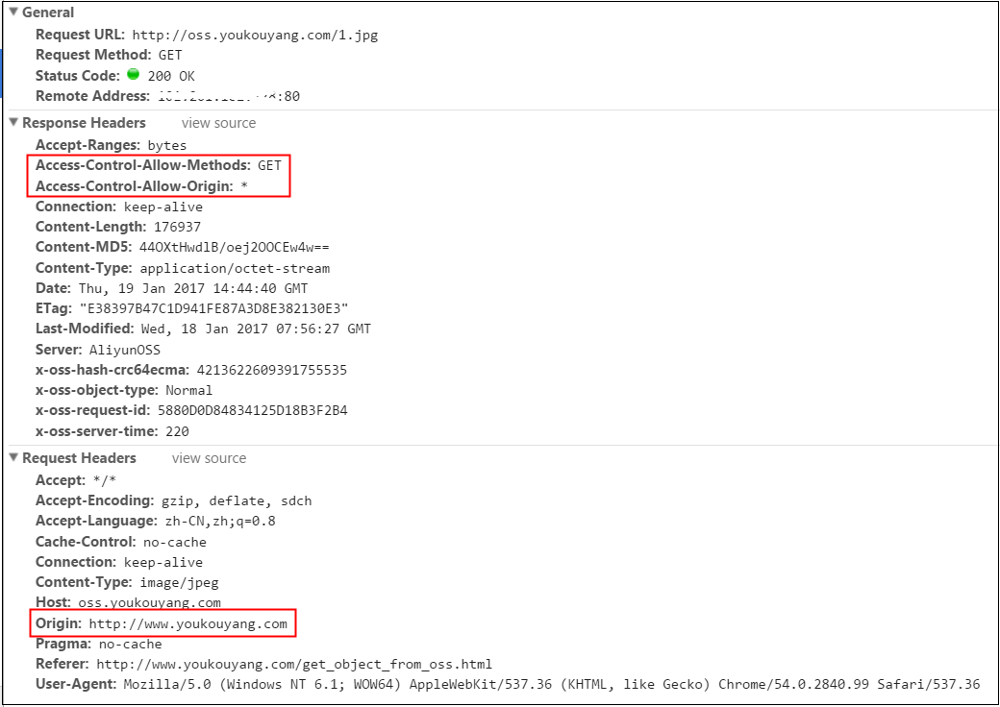 General
Request URL: http://oss.youkouyang.com/1.jpg
Request Method: GET
Status Code: 200 OK
Remote Address: :80
Response Headers view source
Accept-Ranges: bytes
Access-Control-Allow-Methods: GET
Access-Control-Allow-Origin: *
Connection: keep-alive
Content-Length: 176937
Content-MD5: 44OXtHwdlB/oej2OOCEw4w==
Content-Type: application/octet-stream
Date: Thu, 19 Jan 2017 14:44:40 GMT
ETag: "E38397B47C1D941FE87A3D8E382130E3"
Last-Modified: Wed, 18 Jan 2017 07:56:27 GMT
Server: AliyunOSS
x-oss-hash-crc64ecma: 4213622609391755535
x-oss-object-type: Normal
x-oss-request-id: 5880D0D84834125D18B3F2B4
x-oss-server-time: 220
Request Headers view source
Accept: */*
Accept-Encoding: gzip, deflate, sdch
Accept-Language: zh-CN,zh;q=0.8
Cache-Control: no-cache
Connection: keep-alive
Content-Type: image/jpeg
Host: oss.youkouyang.com
Origin: http://www.youkouyang.com
Pragma: no-cache
Referer: http://www.youkouyang.com/get_object_from_oss.html
User-Agent: Mozilla/5.0 (Windows NT 6.1; WOW64) AppleWebKit/537.36 (KHTML, like Gecko) Chrome/54.0.2840.99 Safari/537.36